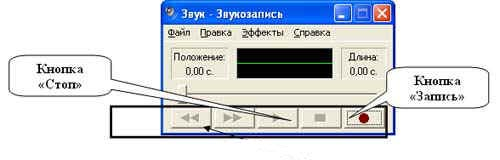 Звук - Звукозапись
Файл Правка Эффекты Справка
Положение: Длина:
0,00 с. 0,00 с.
Кнопка
«Стоп»
Кнопка
«Запись»